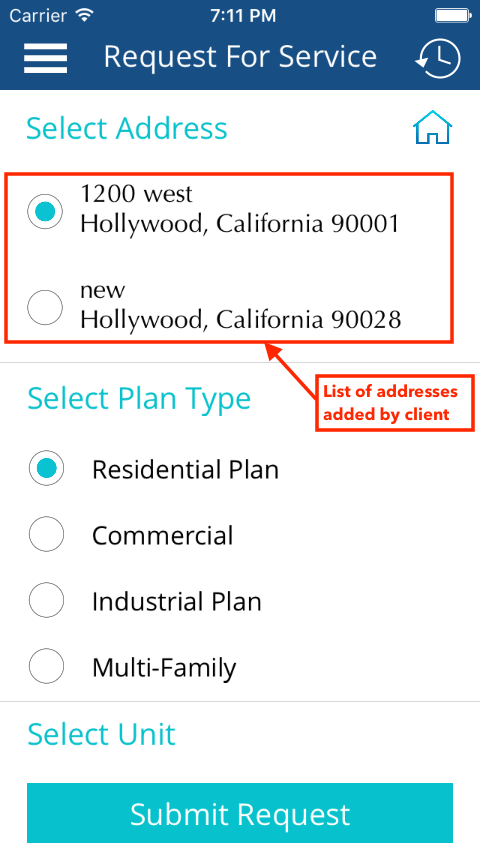 Carrier 7:11 PM
Request For Service
Select Address
1200 west
Hollywood, California 90001
new
Hollywood, California 90028
List of addresses
added by client
Select Plan Type
Residential Plan
Commercial
Industrial Plan
Multi-Family
Select Unit
Submit Request